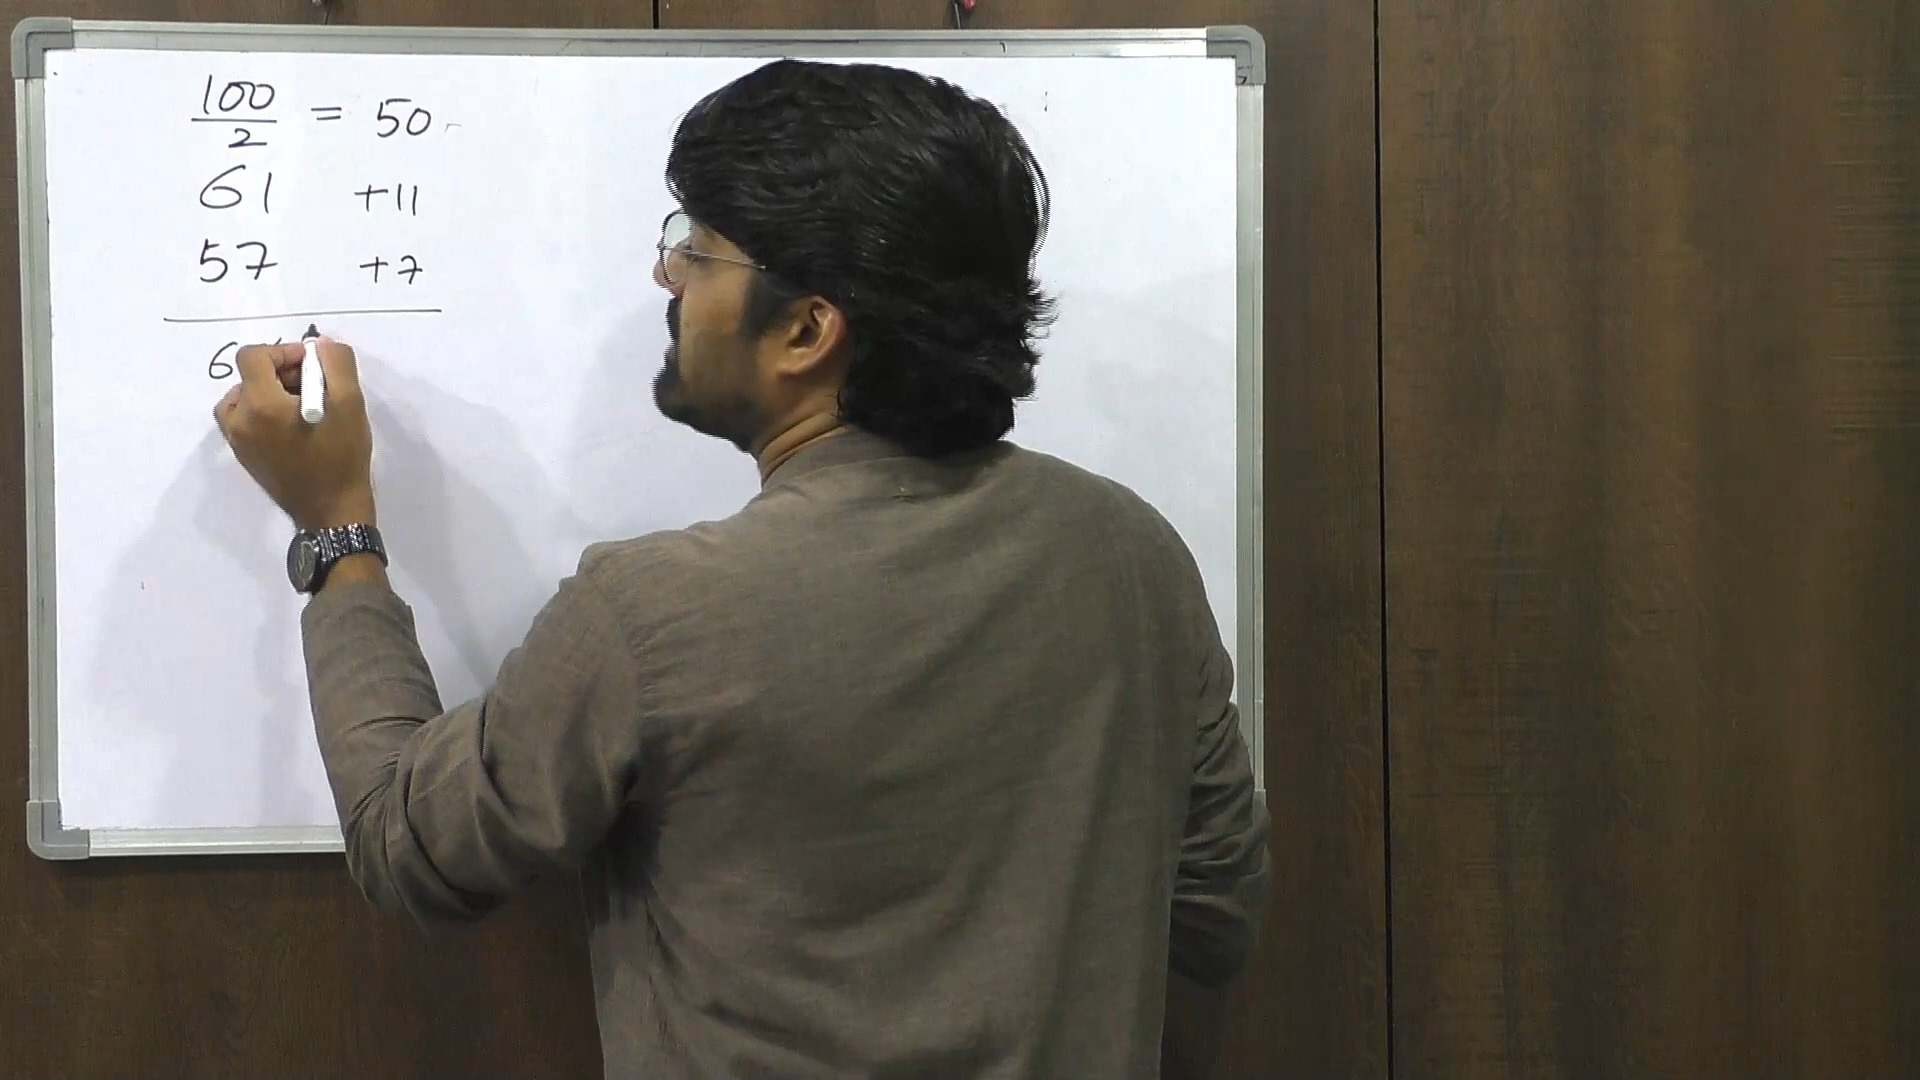 100/2 = 50
61 +11
57 +7
6